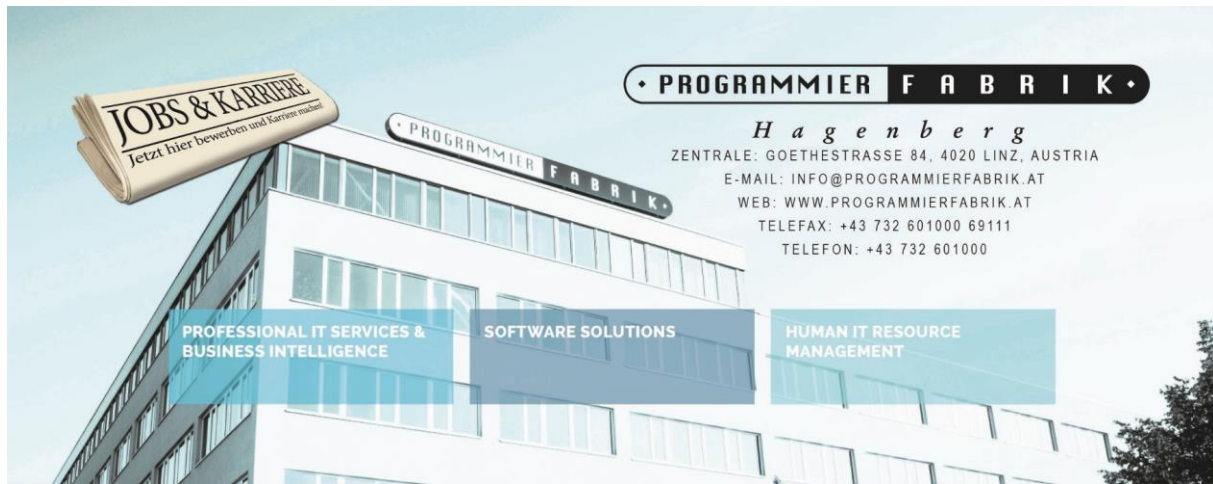 JOBS & KARRIERE
Jetzt hier bewerben und Karriere machen!
· PROGRAMMIER FABRIK ·
· PROGRAMMIER FABRIK ·
Hagenberg
ZENTRALE: GOETHESTRASSE 84, 4020 LINZ, AUSTRIA
E-MAIL: INFO@PROGRAMMIERFABRIK.AT
WEB: WWW.PROGRAMMIERFABRIK.AT
TELEFAX: +43 732 601000 69111
TELEFON: +43 732 601000
PROFESSIONAL IT SERVICES &
BUSINESS INTELLIGENCE
SOFTWARE SOLUTIONS
HUMAN IT RESOURCE
MANAGEMENT